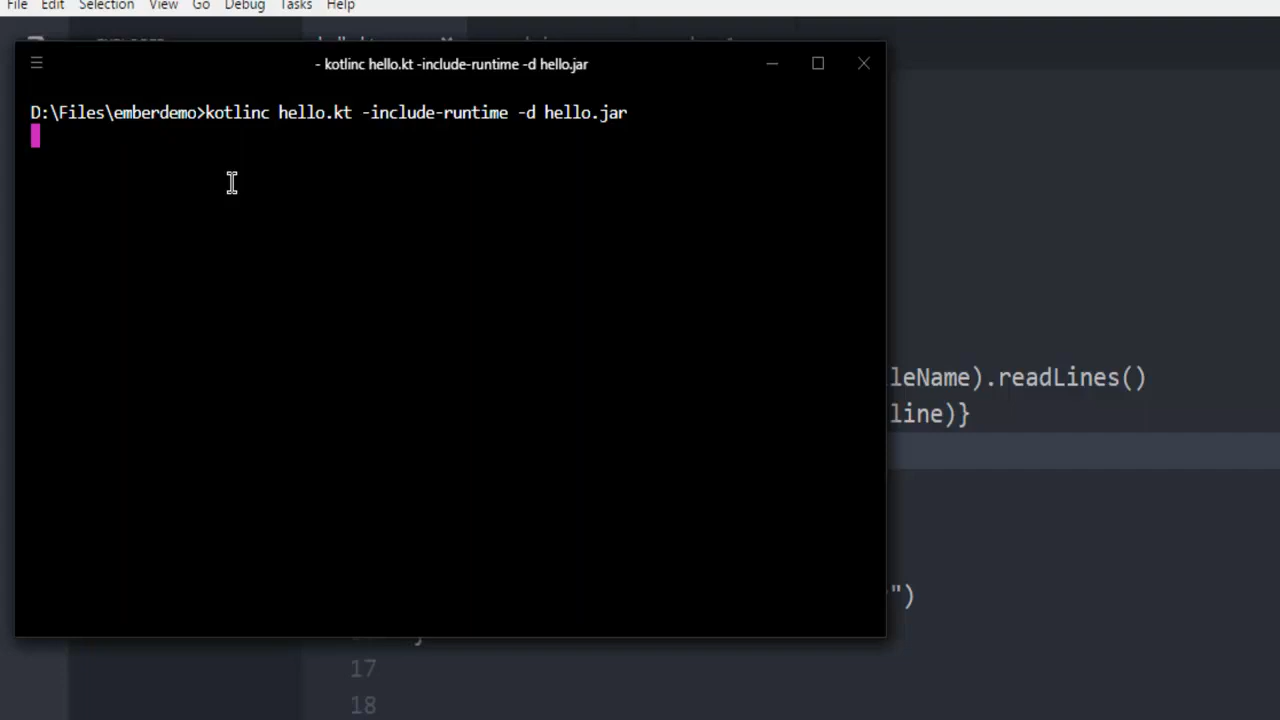 File Edit Selection View Go Debug Tasks Help
- kotlinc hello.kt -include-runtime -d hello.jar
D:\Files\emberdemo>kotlinc hello.kt -include-runtime -d hello.jar
leName).readLines()
line)}
")
17
18